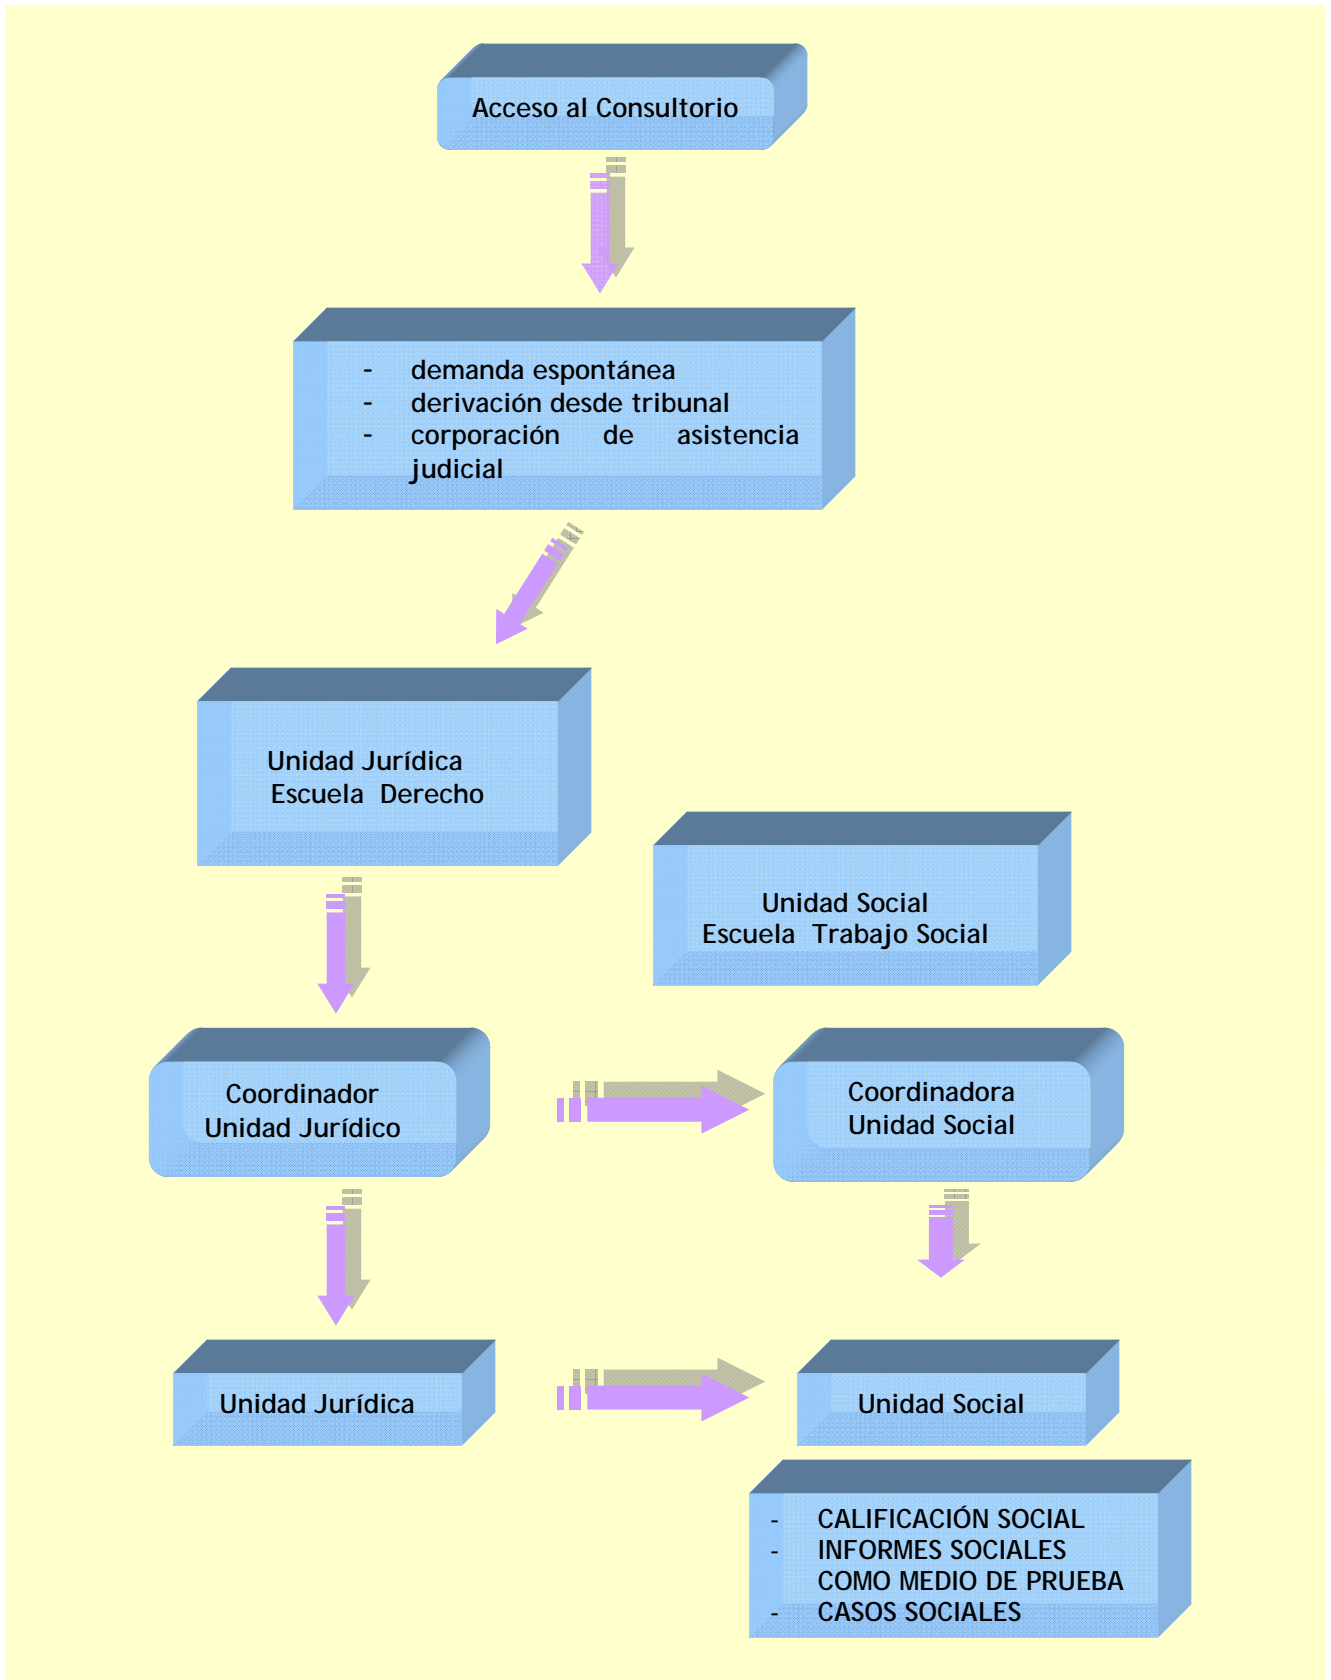 Acceso al Consultorio
- demanda espontánea
- derivación desde tribunal
- corporación de asistencia
judicial
Unidad Jurídica
Escuela Derecho
Unidad Social
Escuela Trabajo Social
Coordinador
Unidad Jurídico
Coordinadora
Unidad Social
Unidad Jurídica
Unidad Social
- CALIFICACIÓN SOCIAL
- INFORMES SOCIALES
COMO MEDIO DE PRUEBA
- CASOS SOCIALES